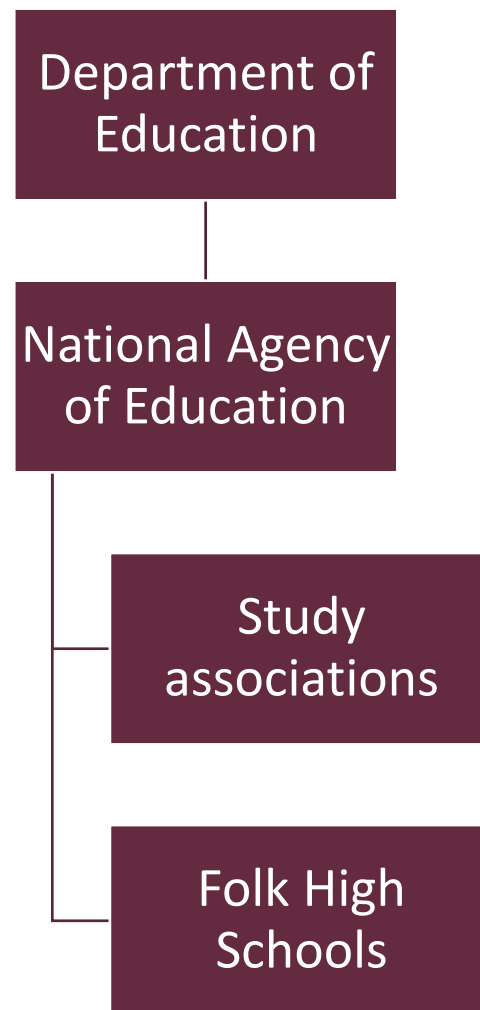 Department of
Education
National Agency
of Education
Study
associations
Folk High
Schools